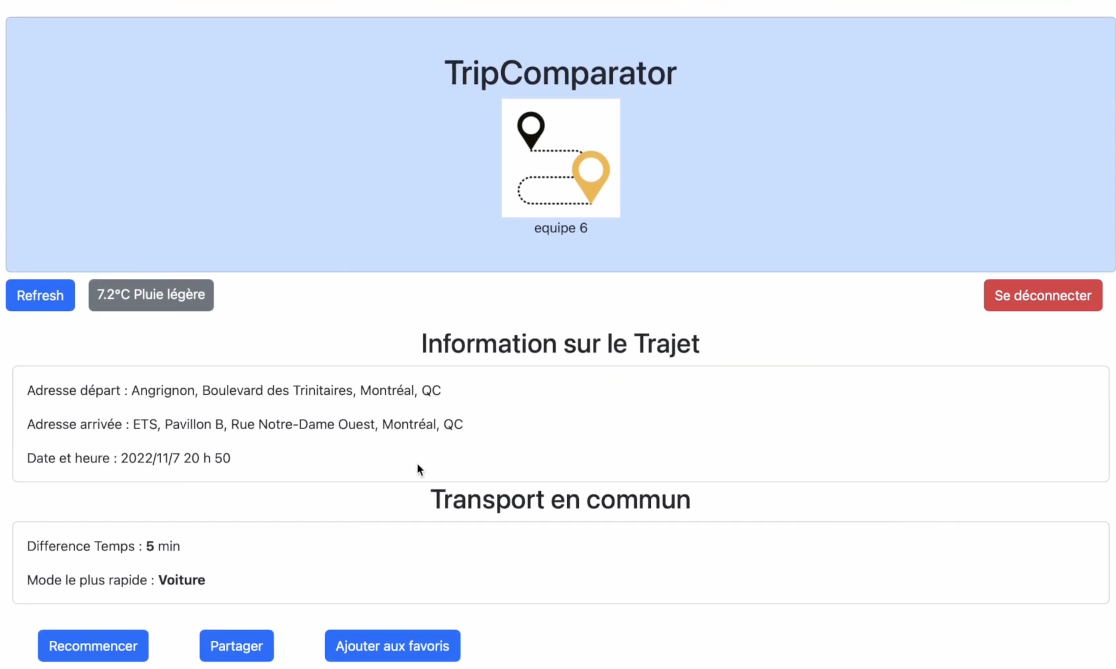 TripComparator
equipe 6
Refresh
7.2°C Pluie légère
Se déconnecter
Information sur le Trajet
Adresse départ : Angrignon, Boulevard des Trinitaires, Montréal, QC
Adresse arrivée : ETS, Pavillon B, Rue Notre-Dame Ouest, Montréal, QC
Date et heure : 2022/11/7 20 h 50
Transport en commun
Difference Temps : 5 min
Mode le plus rapide : Voiture
Recommencer
Partager
Ajouter aux favoris